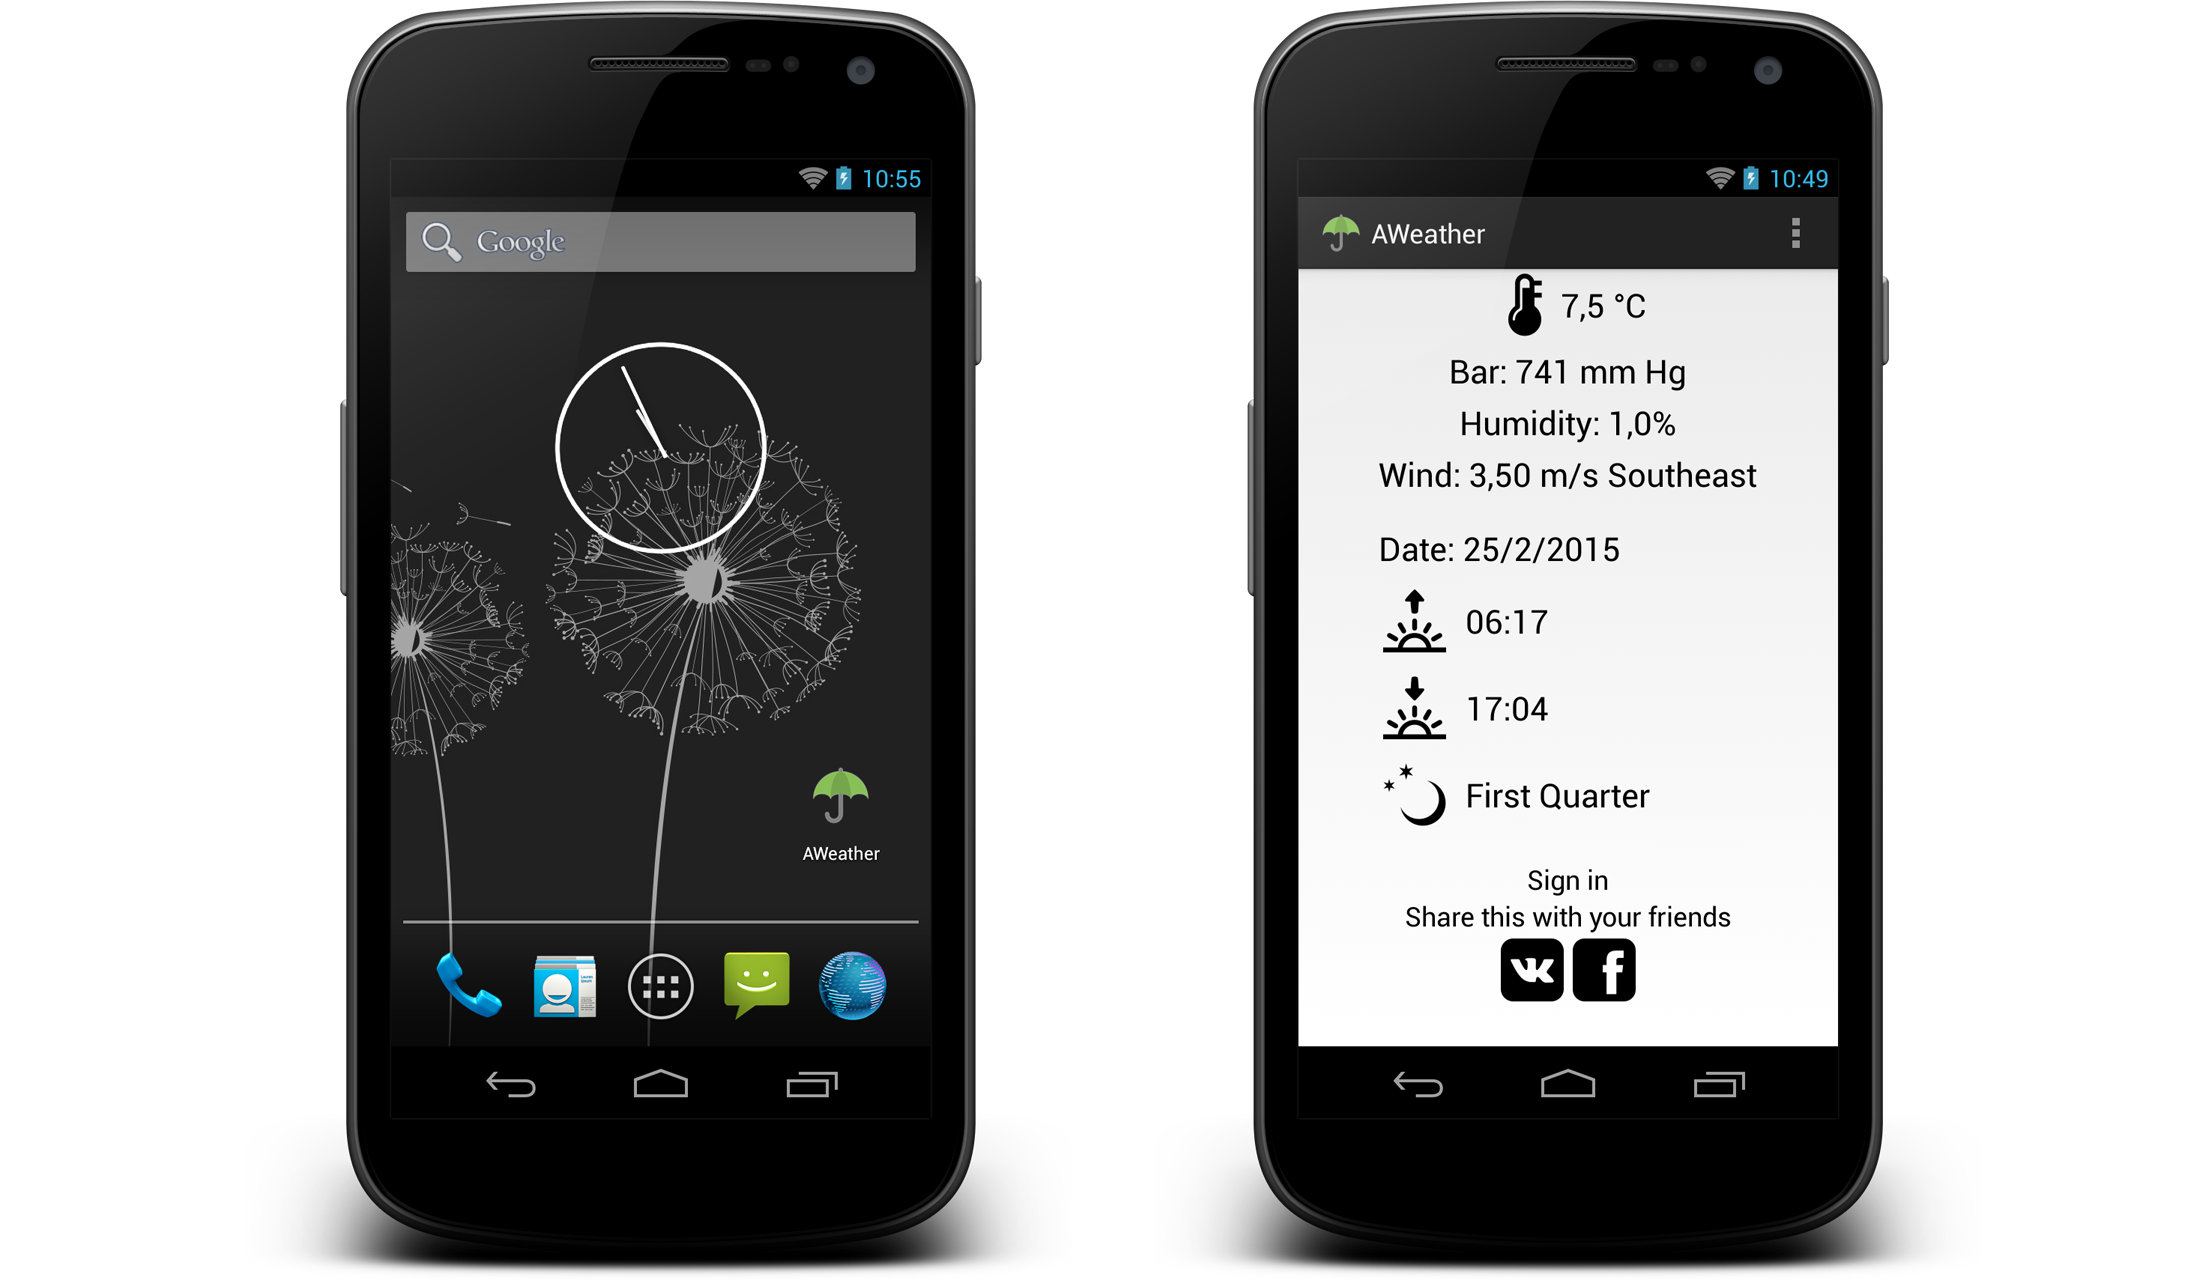 10:55
Google
AWeather
10:49
AWeather
7,5 °C
Bar: 741 mm Hg
Humidity: 1,0%
Wind: 3,50 m/s Southeast
Date: 25/2/2015
06:17
17:04
First Quarter
Sign in
Share this with your friends